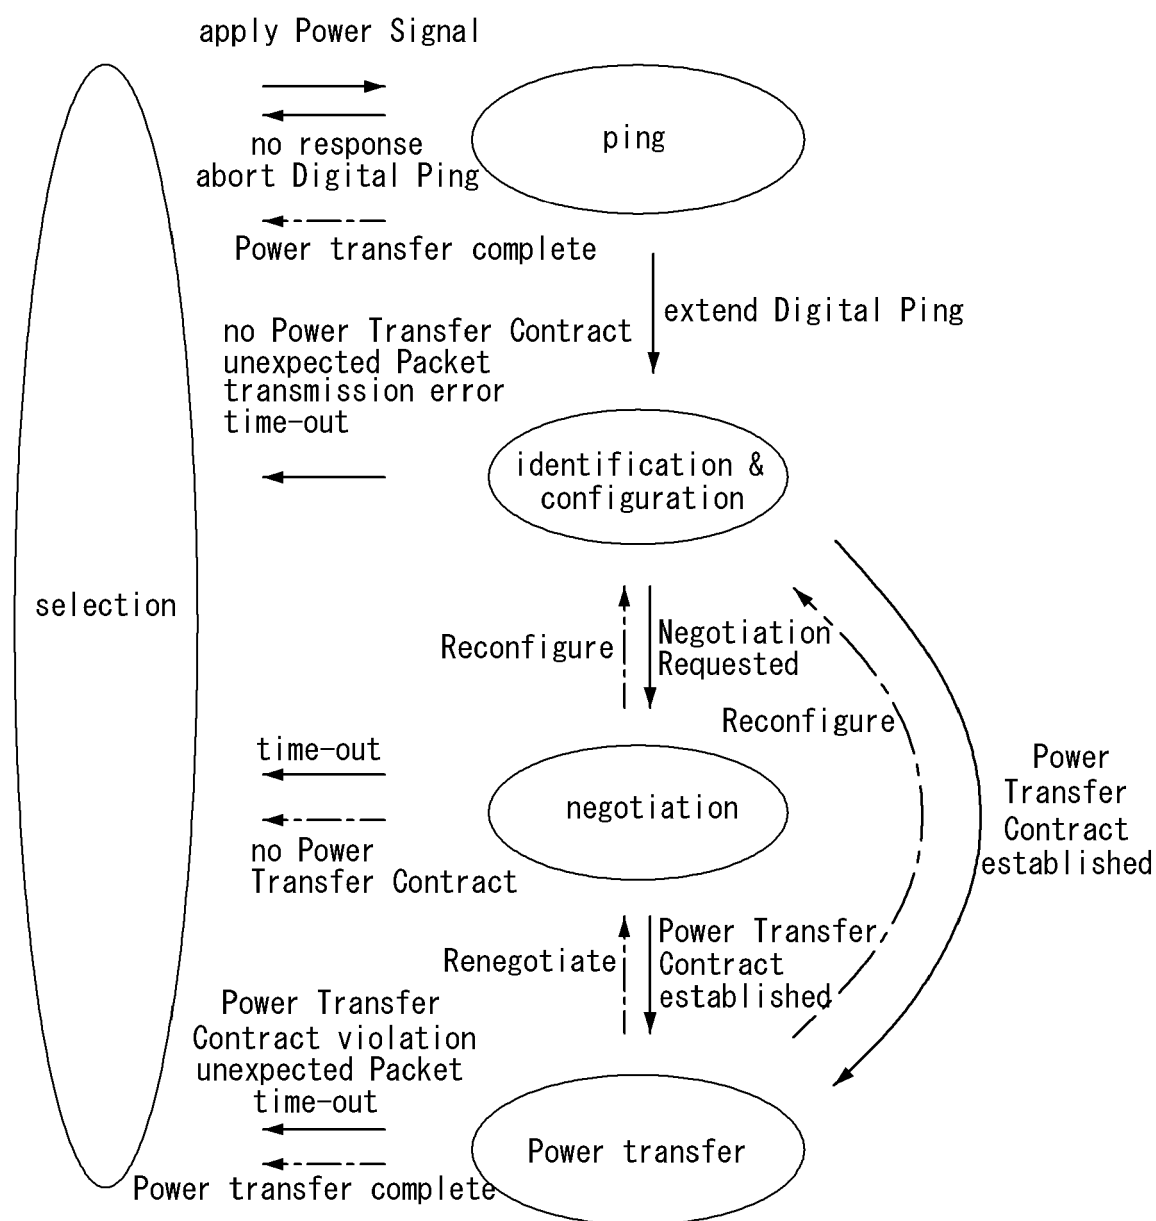 apply Power Signal
ping
no response
abort Digital Ping
Power transfer complete
extend Digital Ping
no Power Transfer Contract
unexpected Packet
transmission error
time-out
identification &
configuration
selection
Reconfigure
Negotiation
Requested
Reconfigure
time-out
negotiation
no Power
Transfer Contract
Power
Transfer
Contract
established
Renegotiate
Power Transfer
Contract
established
Power Transfer
Contract violation
unexpected Packet
time-out
Power transfer
Power transfer complete